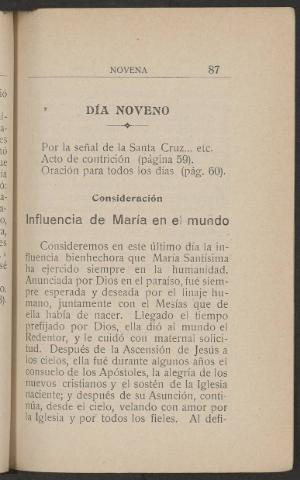 NOVENA 87
DÍA NOVENO
Por la señal de la Santa Cruz... etc.
Acto de contrición (página 59).
Oración para todos los días (pág. 60).
Consideración
Influencia de María en el mundo
Consideremos en este último día la in-
fluencia bienhechora que María Santísima
ha ejercido siempre en la humanidad.
Anunciada por Dios en el paraíso, fué siem-
pre esperada y deseada por el linaje hu-
mano, juntamente con el Mesías que de
ella había de nacer. Llegado el tiempo
prefijado por Dios, ella dió al mundo el
Redentor, y le cuidó con maternal solici-
tud. Después de la Ascensión de Jesús a
los cielos, ella fué durante algunos años el
consuelo de los Apóstoles, la alegría de los
nuevos cristianos y el sostén de la Iglesia
naciente; y después de su Asunción, conti-
núa, desde el cielo, velando con amor por
la Iglesia y por todos los fieles. Al defi-